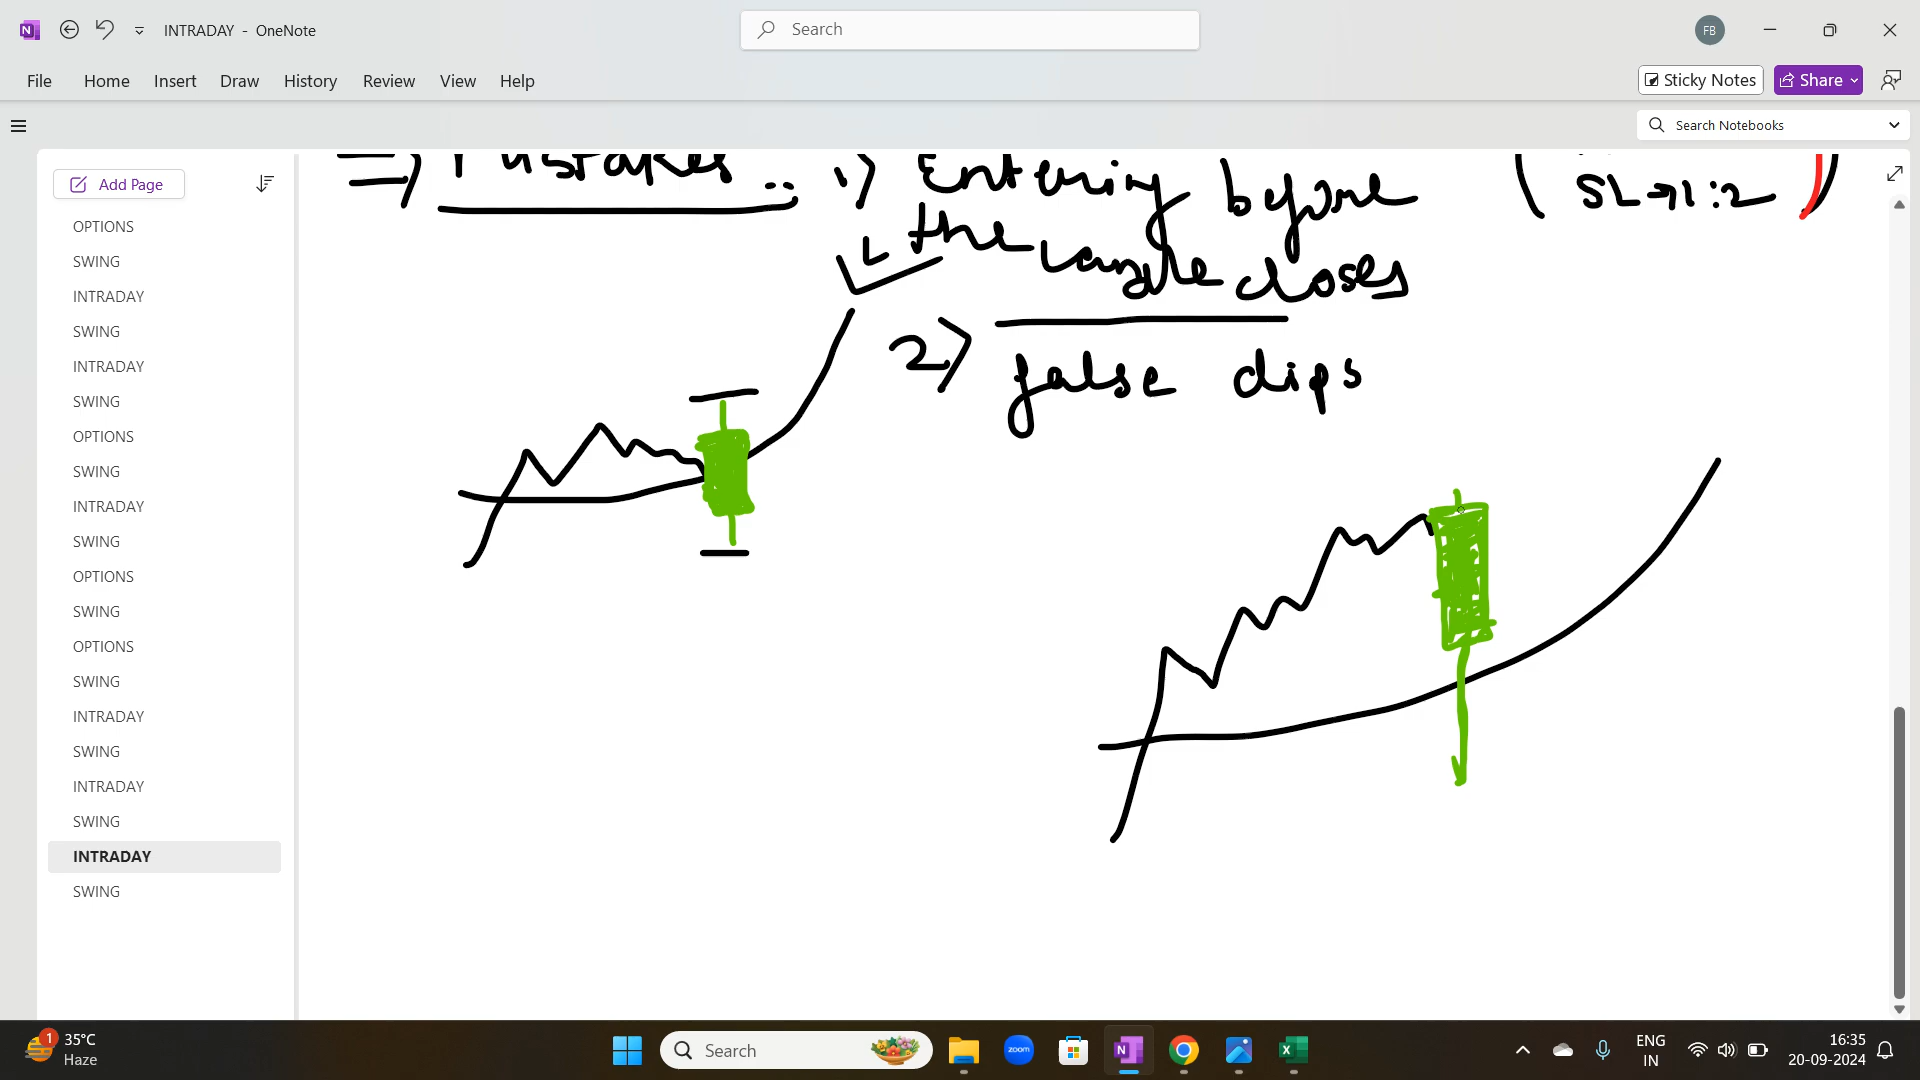 INTRADAY - OneNote
Search
FB
File Home Insert Draw History Review View Help
Sticky Notes
Share
Search Notebooks
Add Page
OPTIONS
SWING
INTRADAY
SWING
INTRADAY
SWING
OPTIONS
SWING
INTRADAY
SWING
OPTIONS
SWING
OPTIONS
SWING
INTRADAY
SWING
INTRADAY
SWING
INTRADAY
SWING
=) Mistakes .. 1) Entering before
the candle closes
SL → 1:2
2) false dips
1
35°C
Haze
Search
zoom
ENG
IN
16:35
20-09-2024